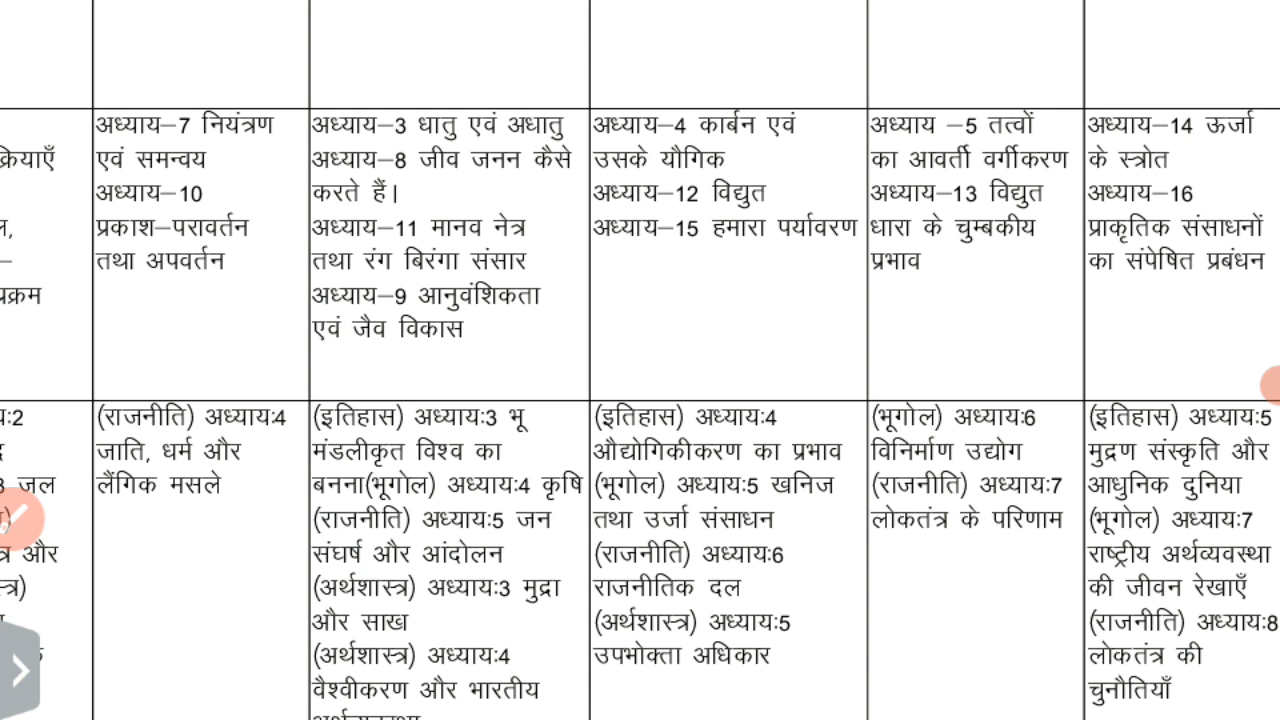 क्रियाएँ
अध्याय–7 नियंत्रण
एवं समन्वय
अध्याय–10
प्रकाश–परावर्तन
तथा अपवर्तन
अध्याय–3 धातु एवं अधातु
अध्याय–8 जीव जनन कैसे
करते हैं।
अध्याय–11 मानव नेत्र
तथा रंग बिरंगा संसार
अध्याय–9 आनुवंशिकता
एवं जैव विकास
अध्याय–4 कार्बन एवं
उसके यौगिक
अध्याय–12 विद्युत
अध्याय–15 हमारा पर्यावरण
अध्याय –5 तत्वों
का आवर्ती वर्गीकरण
अध्याय–13 विद्युत
धारा के चुम्बकीय
प्रभाव
अध्याय–14 ऊर्जा
के स्त्रोत
अध्याय–16
प्राकृतिक संसाधनों
का संपेषित प्रबंधन
जल
और
(राजनीति) अध्यायः4
जाति, धर्म और
लैंगिक मसले
(इतिहास) अध्यायः3 भू
मंडलीकृत विश्व का
बनना(भूगोल) अध्यायः4 कृषि
(राजनीति) अध्यायः5 जन
संघर्ष और आंदोलन
(अर्थशास्त्र) अध्यायः3 मुद्रा
और साख
(अर्थशास्त्र) अध्यायः4
वैश्वीकरण और भारतीय
(इतिहास) अध्यायः4
औद्योगिकीकरण का प्रभाव
(भूगोल) अध्यायः5 खनिज
तथा उर्जा संसाधन
(राजनीति) अध्यायः6
राजनीतिक दल
(अर्थशास्त्र) अध्यायः5
उपभोक्ता अधिकार
(भूगोल) अध्यायः6
विनिर्माण उद्योग
(राजनीति) अध्यायः7
लोकतंत्र के परिणाम
(इतिहास) अध्यायः5
मुद्रण संस्कृति और
आधुनिक दुनिया
(भूगोल) अध्यायः7
राष्ट्रीय अर्थव्यवस्था
की जीवन रेखाएँ
(राजनीति) अध्यायः8
लोकतंत्र की
चुनौतियाँ